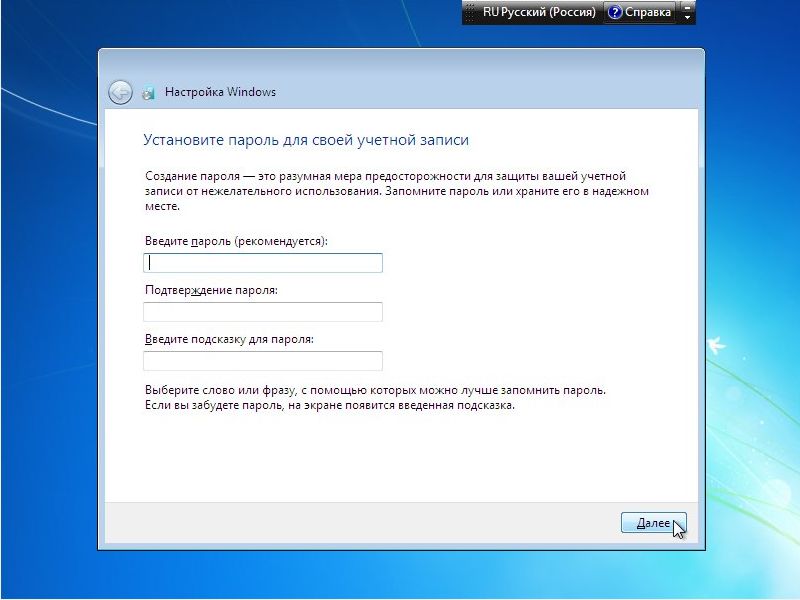 RU Русский (Россия) Справка
Настройка Windows
Установите пароль для своей учетной записи
Создание пароля — это разумная мера предосторожности для защиты вашей учетной
записи от нежелательного использования. Запомните пароль или храните его в надежном
месте.
Введите пароль (рекомендуется):
Подтверждение пароля:
Введите подсказку для пароля:
Выберите слово или фразу, с помощью которых можно лучше запомнить пароль.
Если вы забудете пароль, на экране появится введенная подсказка.
Далее